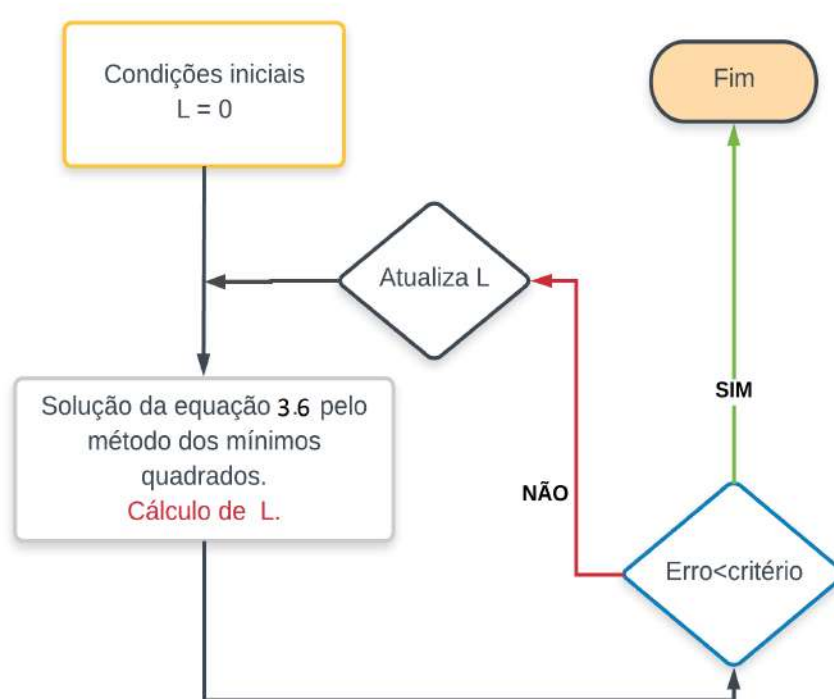 Condições iniciais
L = 0
Fim
Atualiza L
Solução da equação 3.6 pelo
método dos mínimos
quadrados.
Cálculo de L.
SIM
NÃO
Erro<critério